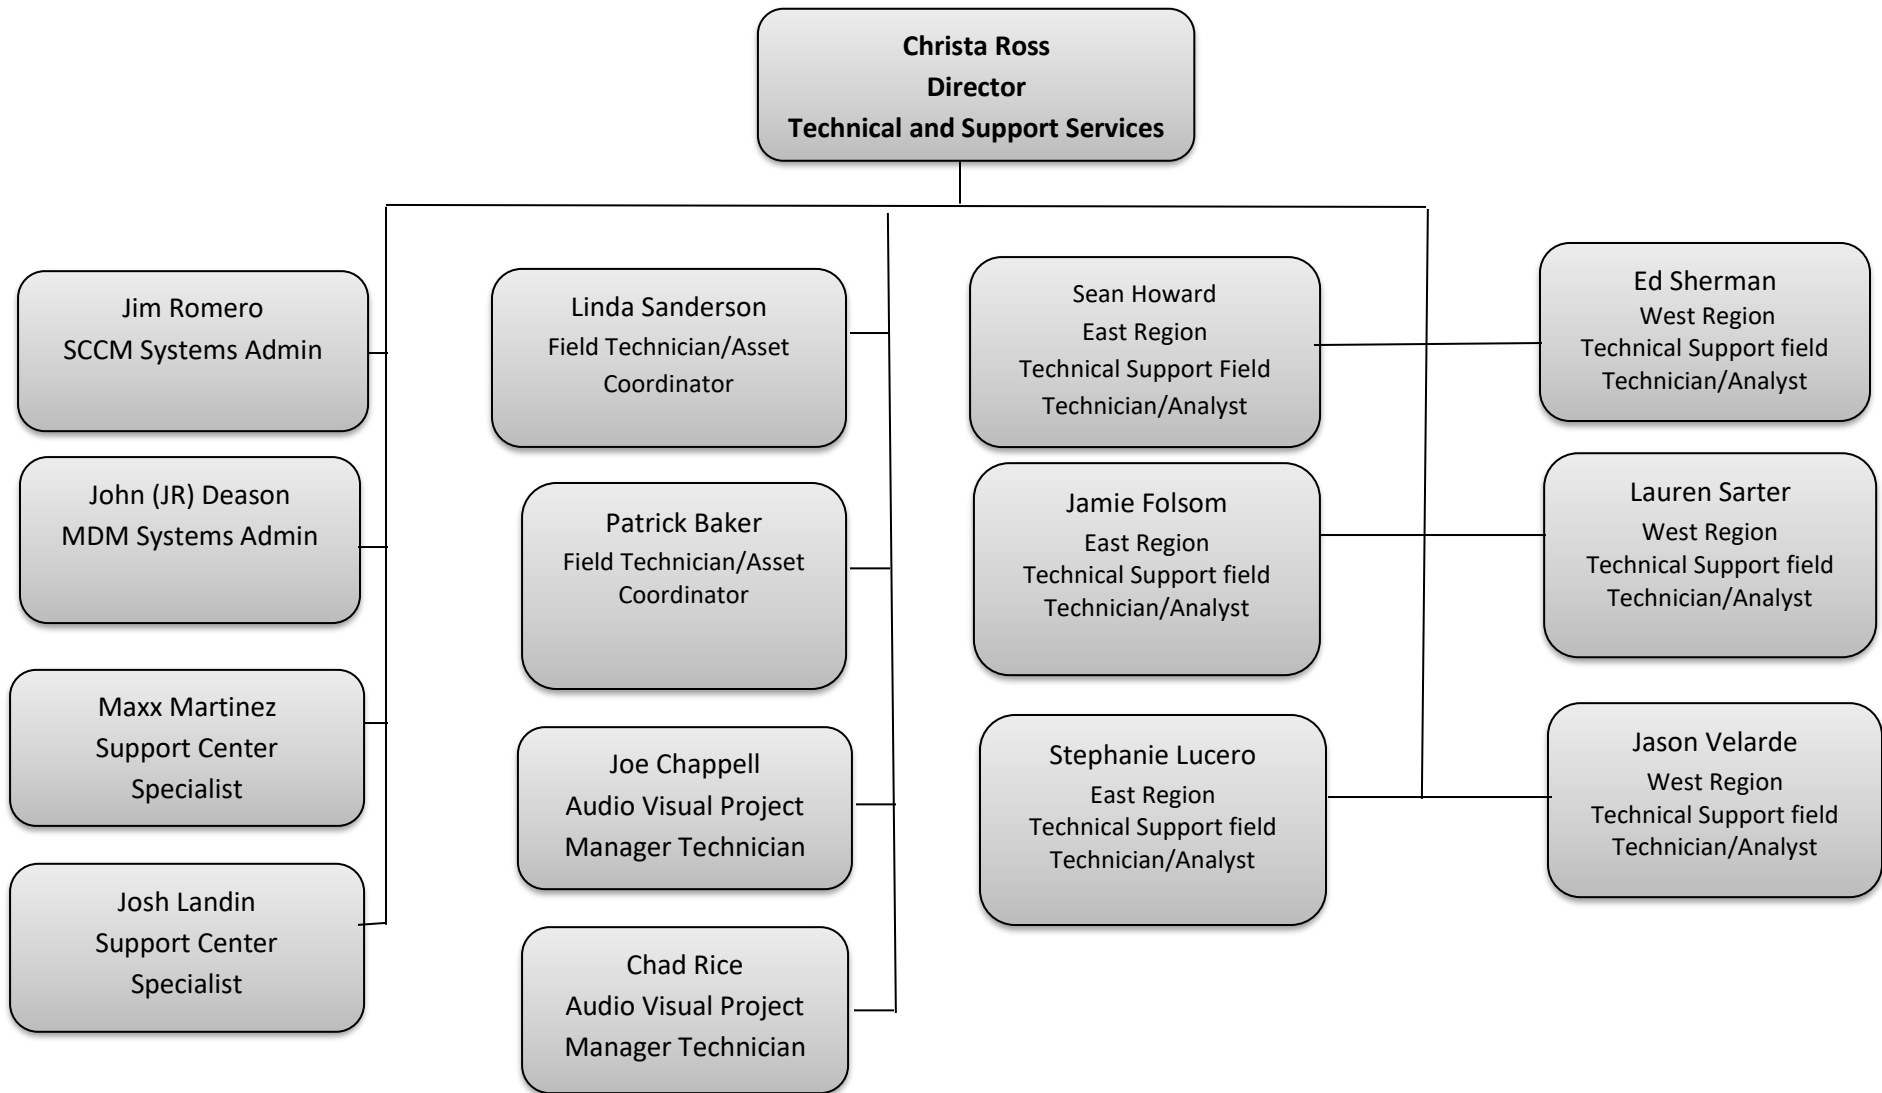 Christa Ross
Director
Technical and Support Services
Jim Romero
SCCM Systems Admin
John (JR) Deason
MDM Systems Admin
Maxx Martinez
Support Center
Specialist
Josh Landin
Support Center
Specialist
Linda Sanderson
Field Technician/Asset
Coordinator
Patrick Baker
Field Technician/Asset
Coordinator
Joe Chappell
Audio Visual Project
Manager Technician
Chad Rice
Audio Visual Project
Manager Technician
Sean Howard
East Region
Technical Support Field
Technician/Analyst
Jamie Folsom
East Region
Technical Support field
Technician/Analyst
Stephanie Lucero
East Region
Technical Support field
Technician/Analyst
Ed Sherman
West Region
Technical Support field
Technician/Analyst
Lauren Sarter
West Region
Technical Support field
Technician/Analyst
Jason Velarde
West Region
Technical Support field
Technician/Analyst